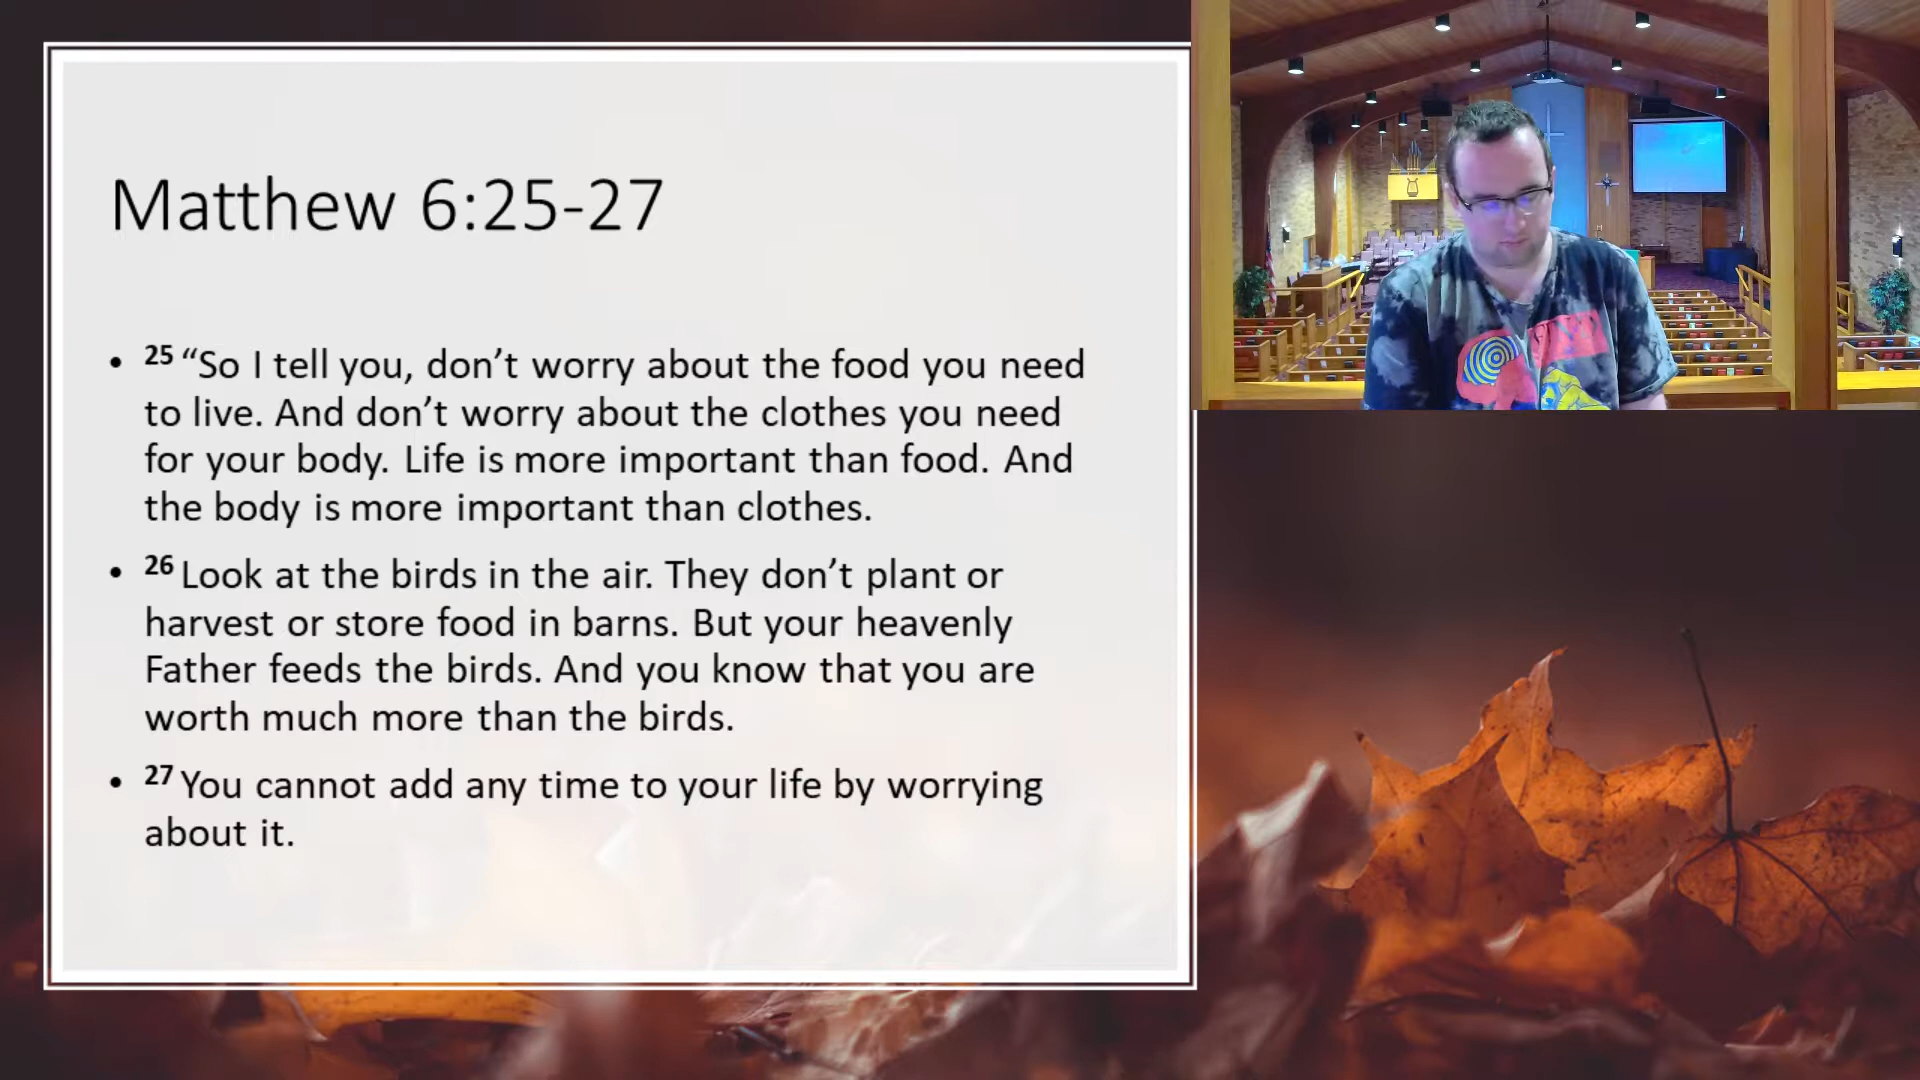 Matthew 6:25-27
• 25 “So I tell you, don’t worry about the food you need
to live. And don’t worry about the clothes you need
for your body. Life is more important than food. And
the body is more important than clothes.
• 26 Look at the birds in the air. They don’t plant or
harvest or store food in barns. But your heavenly
Father feeds the birds. And you know that you are
worth much more than the birds.
• 27 You cannot add any time to your life by worrying
about it.